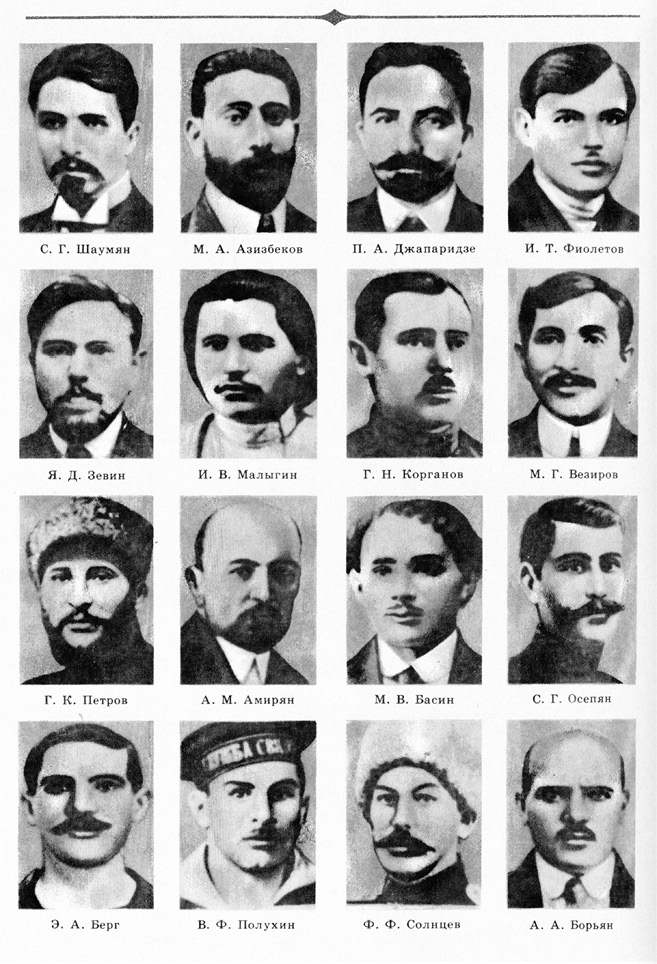 С. Г. Шаумян
М. А. Азизбеков
П. А. Джапаридзе
И. Т. Фиолетов
Я. Д. Зевин
И. В. Малыгин
Г. Н. Корганов
М. Г. Везиров
Г. К. Петров
А. М. Амирян
М. В. Басин
С. Г. Осепян
Э. А. Берг
В. Ф. Полухин
Ф. Ф. Солнцев
А. А. Борьян